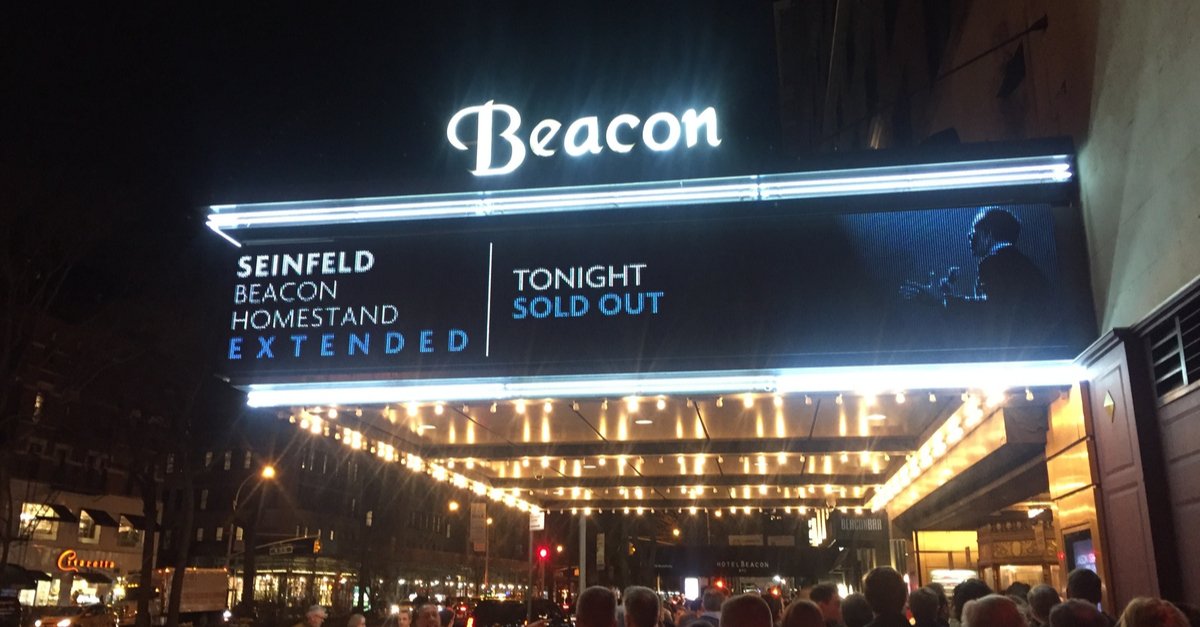 Beacon
SEINFELD
BEACON
HOMESTAND
EXTENDED
TONIGHT
SOLD OUT
BEACON BAR
HOTEL BEACON